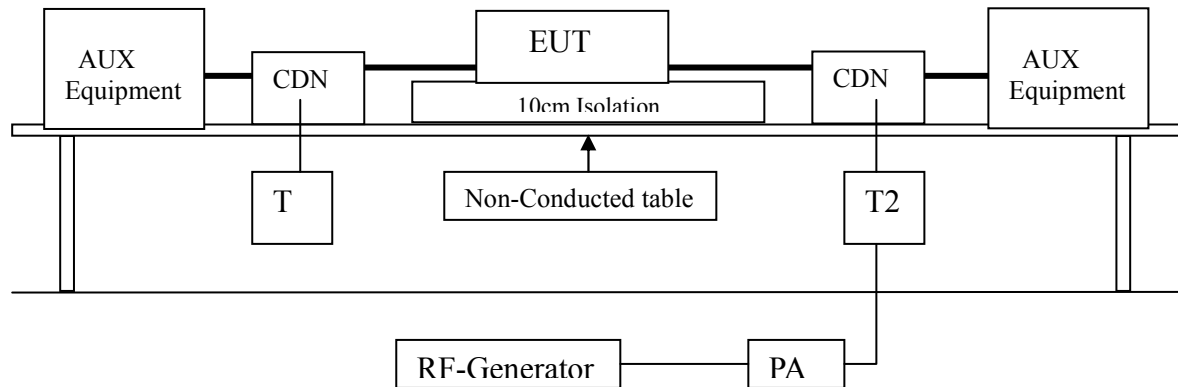 AUX
Equipment
CDN
EUT
10cm Isolation
CDN
AUX
Equipment
T
Non-Conducted table
T2
RF-Generator
PA